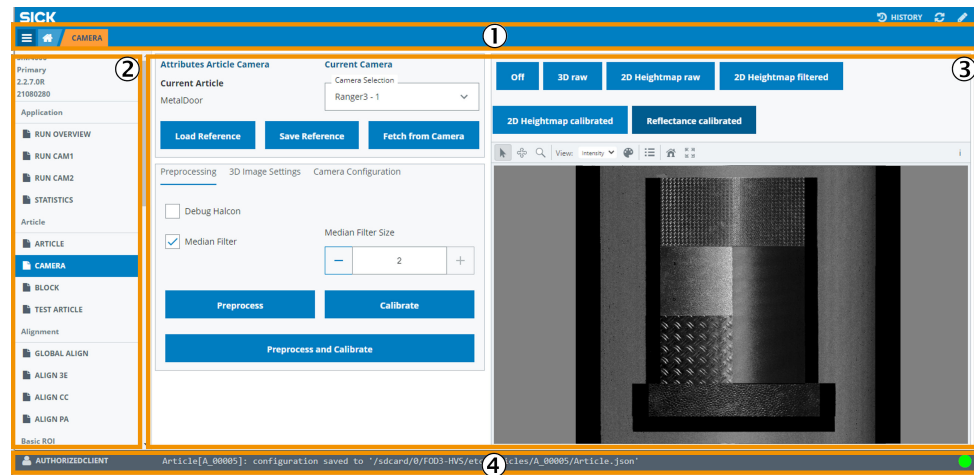 SICK
HISTORY
CAMERA
1
2
3
Primary
2.2.7.0R
21080280
Application
RUN OVERVIEW
RUN CAM1
RUN CAM2
STATISTICS
Article
ARTICLE
CAMERA
BLOCK
TEST ARTICLE
Alignment
GLOBAL ALIGN
ALIGN 3E
ALIGN CC
ALIGN PA
Basic ROI
Attributes Article Camera
Current Camera
Current Article
MetalDoor
Camera Selection
Ranger3 - 1
Load Reference
Save Reference
Fetch from Camera
Preprocessing
3D Image Settings
Camera Configuration
Debug Halcon
Median Filter
Median Filter Size
2
Preprocess
Calibrate
Preprocess and Calibrate
Off
3D raw
2D Heightmap raw
2D Heightmap filtered
2D Heightmap calibrated
Reflectance calibrated
View:
Intensity
i
AUTHORIZEDCLIENT
Article[A_00005]: configuration saved to '/sdcard/0/FOD3-HVS/etc
icles/A_00005/Article.json'
4